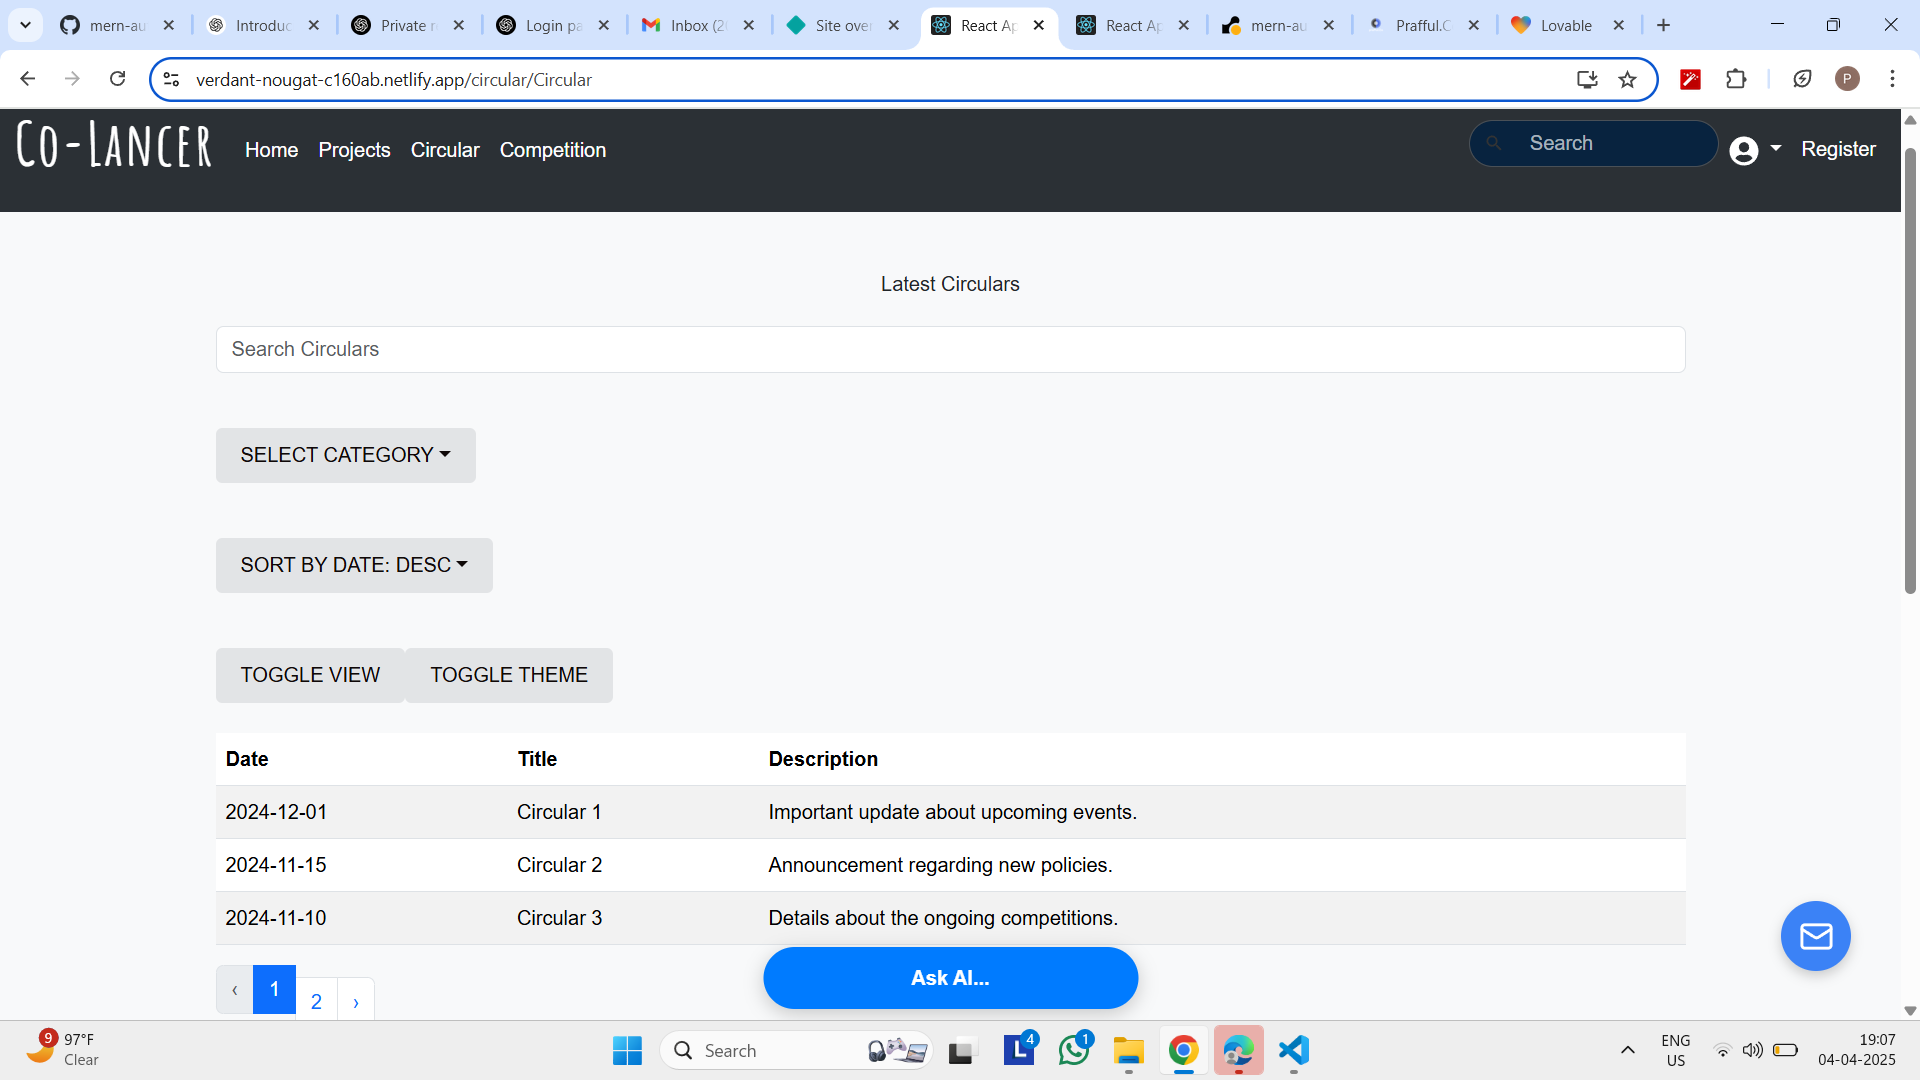 mern-au
Introduc
Private r
Login pa
Inbox (2
Site over
React Ap
React Ap
mern-au
Prafful.C
Lovable
verdant-nougat-c160ab.netlify.app/circular/Circular
P
Co-Lancer
Home
Projects
Circular
Competition
Search
Register
Latest Circulars
Search Circulars
SELECT CATEGORY
SORT BY DATE: DESC
TOGGLE VIEW
TOGGLE THEME
Date Title Description
2024-12-01 Circular 1 Important update about upcoming events.
2024-11-15 Circular 2 Announcement regarding new policies.
2024-11-10 Circular 3 Details about the ongoing competitions.
‹ 1 2 ›
Ask AI...
9
97°F
Clear
Search
L
4
1
ENG
US
19:07
04-04-2025